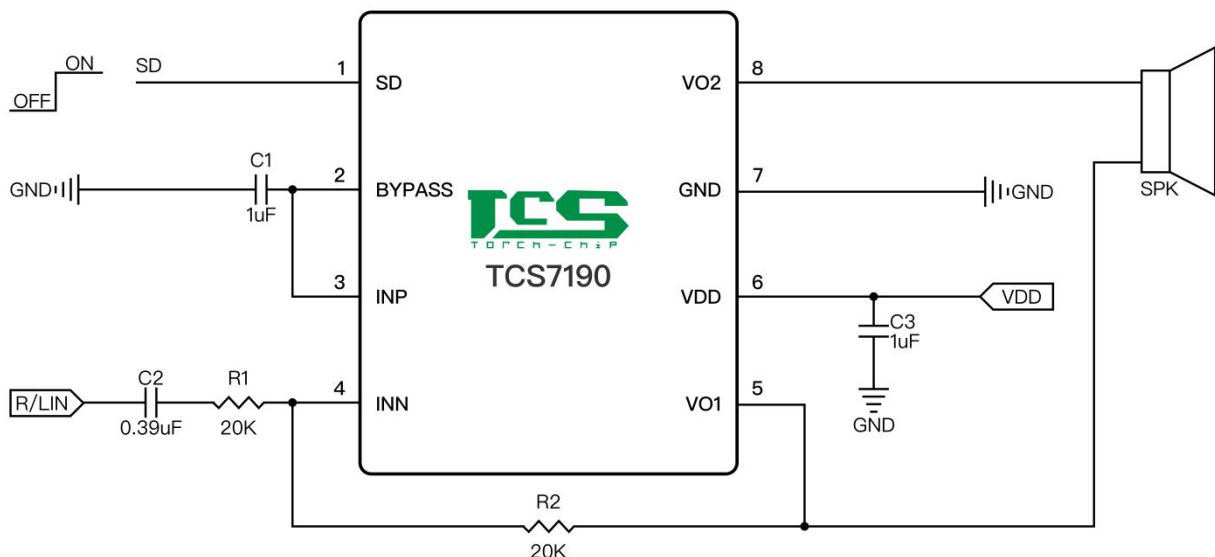 ON
SD
OFF
1
SD
VO2
8
C1
GND
1uF
2
BYPASS
TCS
TORCH-CHIP
TCS7190
GND
7
GND
SPK
3
INP
VDD
6
VDD
C3
1uF
GND
R/LIN
C2
0.39uF
R1
20K
4
INN
VO1
5
R2
20K